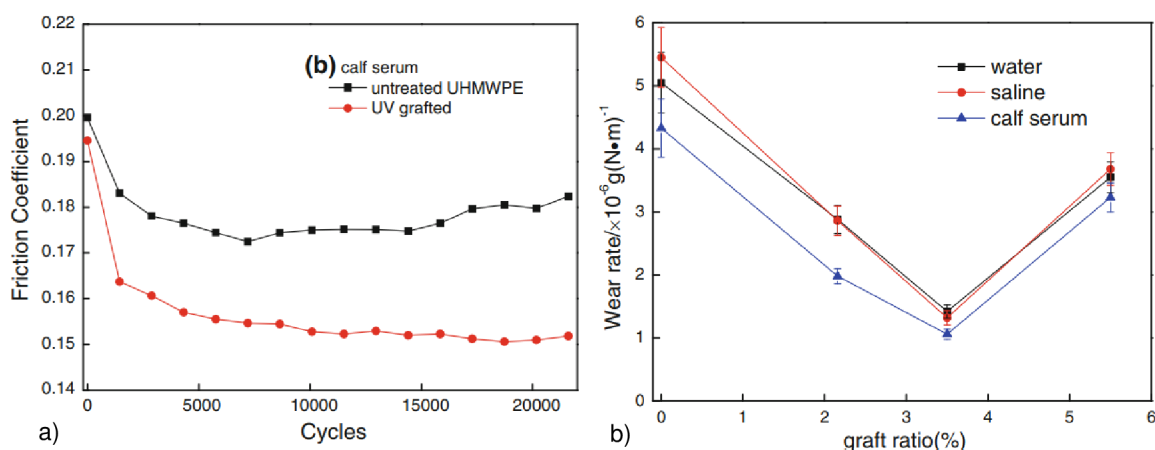 0.22
0.21
0.20
0.19
0.18
0.17
0.16
0.15
0.14
Friction Coefficient
(b) calf serum
untreated UHMWPE
UV grafted
0 5000 10000 15000 20000
Cycles
a)
6
5
4
3
2
1
0
Wear rate/×10⁻⁶g(N•m)⁻¹
water
saline
calf serum
0 1 2 3 4 5 6
graft ratio(%)
b)